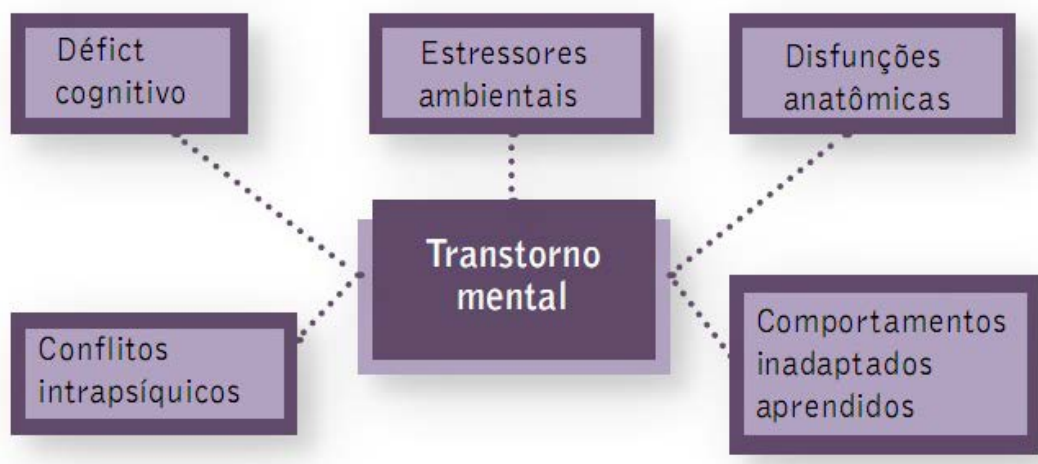 Défict
cognitivo
Estressores
ambientais
Disfunções
anatômicas
Transtorno
mental
Conflitos
intrapsíquicos
Comportamentos
inadaptados
aprendidos